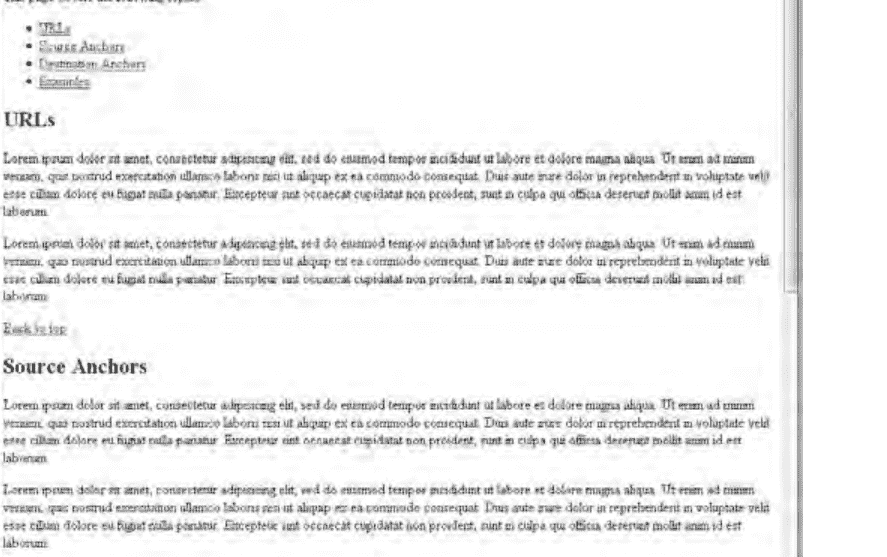 This page covers the following topics
URLs
Source Anchors
Destination Anchors
Examples
URLs
Lorem ipsum dolor sit amet, consectetur adipisicing elit, sed do eiusmod tempor incididunt ut labore et dolore magna aliqua. Ut enim ad minim
veniam, quis nostrud exercitation ullamco laboris nisi ut aliquip ex ea commodo consequat. Duis aute irure dolor in reprehenderit in voluptate velit
esse cillum dolore eu fugiat nulla pariatur. Excepteur sint occaecat cupidatat non proident, sunt in culpa qui officia deserunt mollit anim id est
laborum.
Lorem ipsum dolor sit amet, consectetur adipisicing elit, sed do eiusmod tempor incididunt ut labore et dolore magna aliqua. Ut enim ad minim
veniam, quis nostrud exercitation ullamco laboris nisi ut aliquip ex ea commodo consequat. Duis aute irure dolor in reprehenderit in voluptate velit
esse cillum dolore eu fugiat nulla pariatur. Excepteur sint occaecat cupidatat non proident, sunt in culpa qui officia deserunt mollit anim id est
laborum.
Back to top
Source Anchors
Lorem ipsum dolor sit amet, consectetur adipisicing elit, sed do eiusmod tempor incididunt ut labore et dolore magna aliqua. Ut enim ad minim
veniam, quis nostrud exercitation ullamco laboris nisi ut aliquip ex ea commodo consequat. Duis aute irure dolor in reprehenderit in voluptate velit
esse cillum dolore eu fugiat nulla pariatur. Excepteur sint occaecat cupidatat non proident, sunt in culpa qui officia deserunt mollit anim id est
laborum.
Lorem ipsum dolor sit amet, consectetur adipisicing elit, sed do eiusmod tempor incididunt ut labore et dolore magna aliqua. Ut enim ad minim
veniam, quis nostrud exercitation ullamco laboris nisi ut aliquip ex ea commodo consequat. Duis aute irure dolor in reprehenderit in voluptate velit
esse cillum dolore eu fugiat nulla pariatur. Excepteur sint occaecat cupidatat non proident, sunt in culpa qui officia deserunt mollit anim id est
laborum.